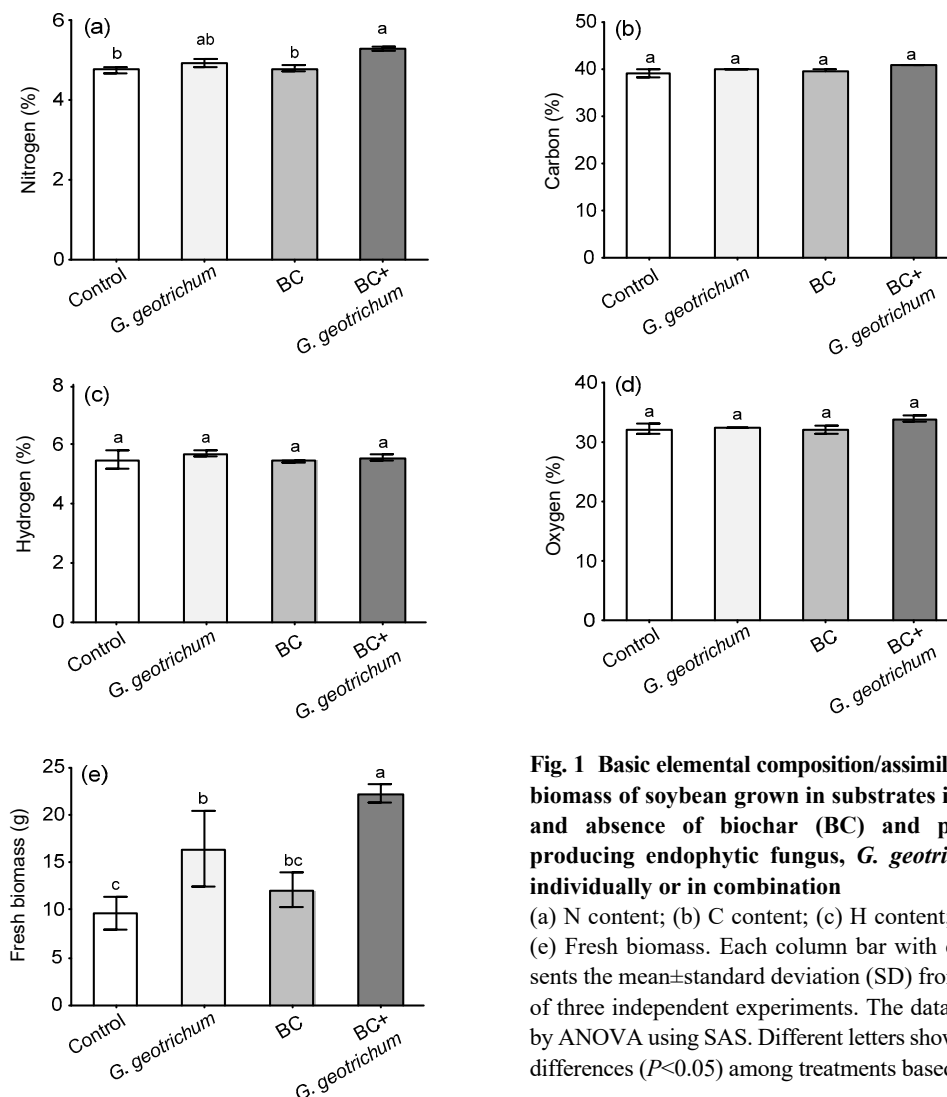 (a)
6
4
2
0
Nitrogen (%)
b
ab
b
a
Control
G. geotrichum
BC
BC+
G. geotrichum
(b)
50
40
30
20
10
0
Carbon (%)
a
a
a
a
Control
G. geotrichum
BC
BC+
G. geotrichum
(c)
8
6
4
2
0
Hydrogen (%)
a
a
a
a
Control
G. geotrichum
BC
BC+
G. geotrichum
(d)
40
30
20
10
0
Oxygen (%)
a
a
a
a
Control
G. geotrichum
BC
BC+
G. geotrichum
(e)
25
20
15
10
5
0
Fresh biomass (g)
c
b
bc
a
Control
G. geotrichum
BC
BC+
G. geotrichum
Fig. 1 Basic elemental composition/assimil
biomass of soybean grown in substrates i
and absence of biochar (BC) and p
producing endophytic fungus, G. geotri
individually or in combination
(a) N content; (b) C content; (c) H content;
(e) Fresh biomass. Each column bar with
sents the mean±standard deviation (SD) fro
of three independent experiments. The data
by ANOVA using SAS. Different letters show
differences (P<0.05) among treatments based